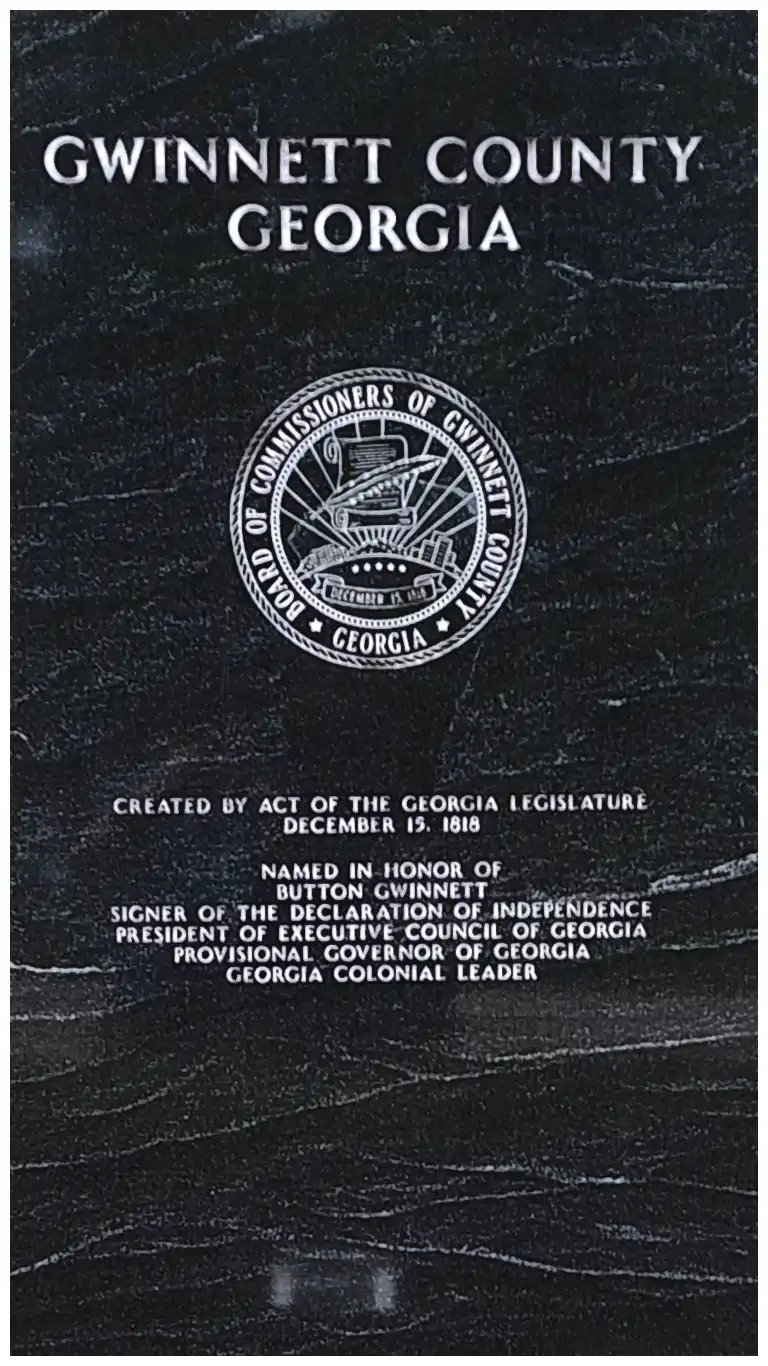 GWINNETT COUNTY
GEORGIA
BOARD OF COMMISSIONERS OF GWINNETT COUNTY
DECEMBER 15, 1818
★ GEORGIA ★
CREATED BY ACT OF THE GEORGIA LEGISLATURE
DECEMBER 15, 1818
NAMED IN HONOR OF
BUTTON GWINNETT
SIGNER OF THE DECLARATION OF INDEPENDENCE
PRESIDENT OF EXECUTIVE COUNCIL OF GEORGIA
PROVISIONAL GOVERNOR OF GEORGIA
GEORGIA COLONIAL LEADER